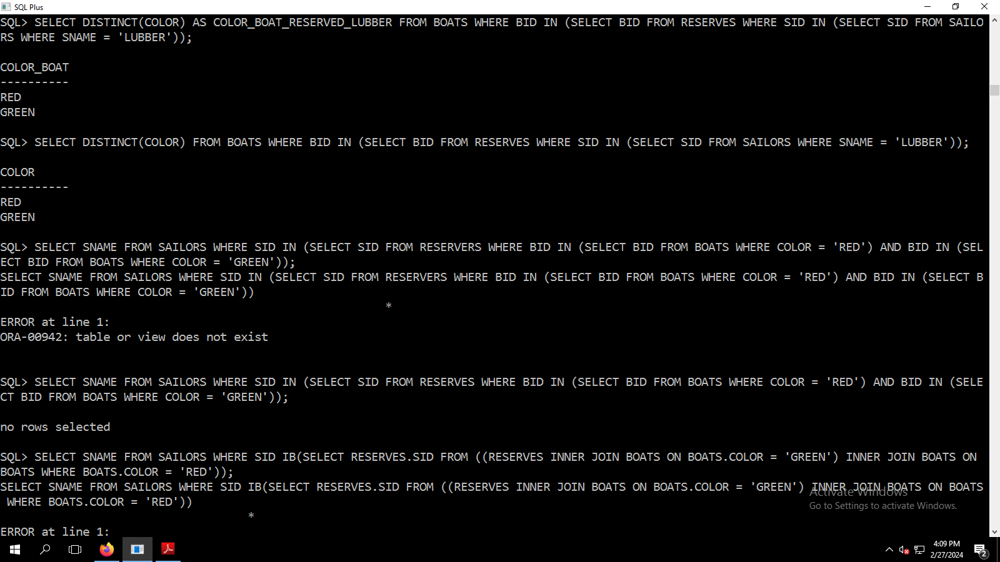 SQL Plus
SQL> SELECT DISTINCT(COLOR) AS COLOR_BOAT_RESERVED_LUBBER FROM BOATS WHERE BID IN (SELECT BID FROM RESERVES WHERE SID IN (SELECT SID FROM SAILO
RS WHERE SNAME = 'LUBBER'));
COLOR_BOAT
----------
RED
GREEN
SQL> SELECT DISTINCT(COLOR) FROM BOATS WHERE BID IN (SELECT BID FROM RESERVES WHERE SID IN (SELECT SID FROM SAILORS WHERE SNAME = 'LUBBER'));
COLOR
----------
RED
GREEN
SQL> SELECT SNAME FROM SAILORS WHERE SID IN (SELECT SID FROM RESERVERS WHERE BID IN (SELECT BID FROM BOATS WHERE COLOR = 'RED') AND BID IN (SEL
ECT BID FROM BOATS WHERE COLOR = 'GREEN'));
SELECT SNAME FROM SAILORS WHERE SID IN (SELECT SID FROM RESERVERS WHERE BID IN (SELECT BID FROM BOATS WHERE COLOR = 'RED') AND BID IN (SELECT B
ID FROM BOATS WHERE COLOR = 'GREEN'))
*
ERROR at line 1:
ORA-00942: table or view does not exist
SQL> SELECT SNAME FROM SAILORS WHERE SID IN (SELECT SID FROM RESERVES WHERE BID IN (SELECT BID FROM BOATS WHERE COLOR = 'RED') AND BID IN (SELE
CT BID FROM BOATS WHERE COLOR = 'GREEN'));
no rows selected
SQL> SELECT SNAME FROM SAILORS WHERE SID IB(SELECT RESERVES.SID FROM ((RESERVES INNER JOIN BOATS ON BOATS.COLOR = 'GREEN') INNER JOIN BOATS ON
BOATS WHERE BOATS.COLOR = 'RED'));
SELECT SNAME FROM SAILORS WHERE SID IB(SELECT RESERVES.SID FROM ((RESERVES INNER JOIN BOATS ON BOATS.COLOR = 'GREEN') INNER JOIN BOATS ON BOATS
WHERE BOATS.COLOR = 'RED'))
*
Activate Windows
Go to Settings to activate Windows.
ERROR at line 1:
4:09 PM
2/27/2024
2